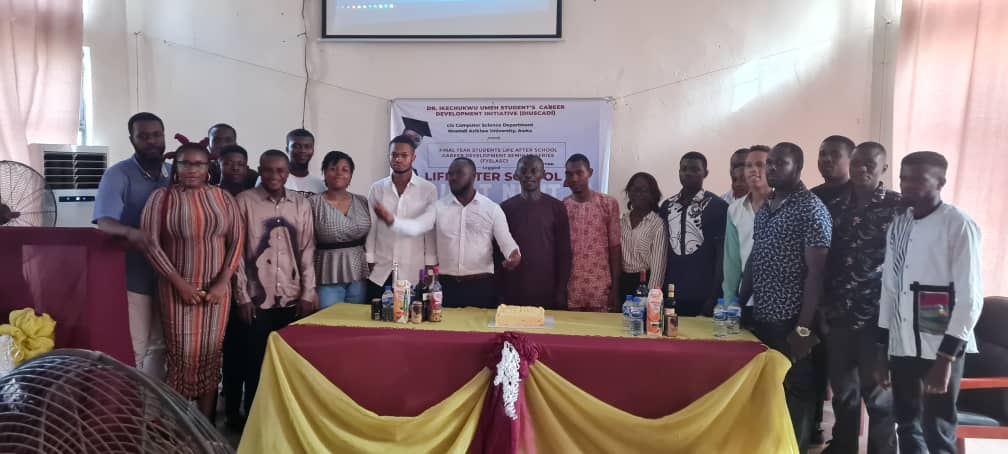 DR. IKECHUKWU UMEH STUDENT'S CAREER
DEVELOPMENT INITIATIVE (DIUSCADI)
c/o Computer Science Department
Nnamdi Azikiwe University, Awka
FINAL YEAR STUDENTS LIFE AFTER SCHOOL
CAREER DEVELOPMENT SEMINAR SERIES
(FYSLASC)
LIFE AFTER SCHOOL